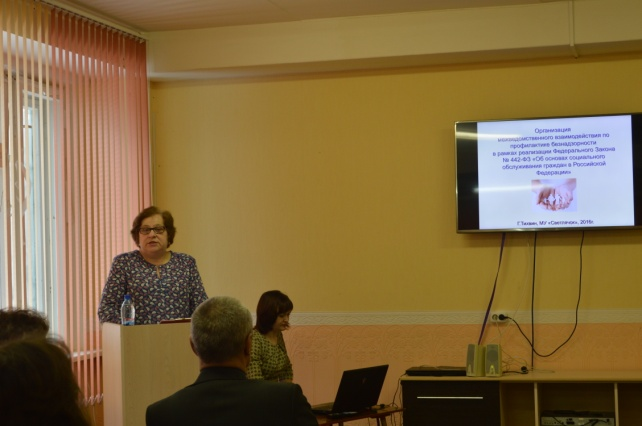 Организация
межведомственного взаимодействия по
профилактике безнадзорности
в рамках реализации Федерального Закона
№ 442-ФЗ «Об основах социального
обслуживания граждан в Российской
Федерации»
МУ «Светлячок», 2016г.